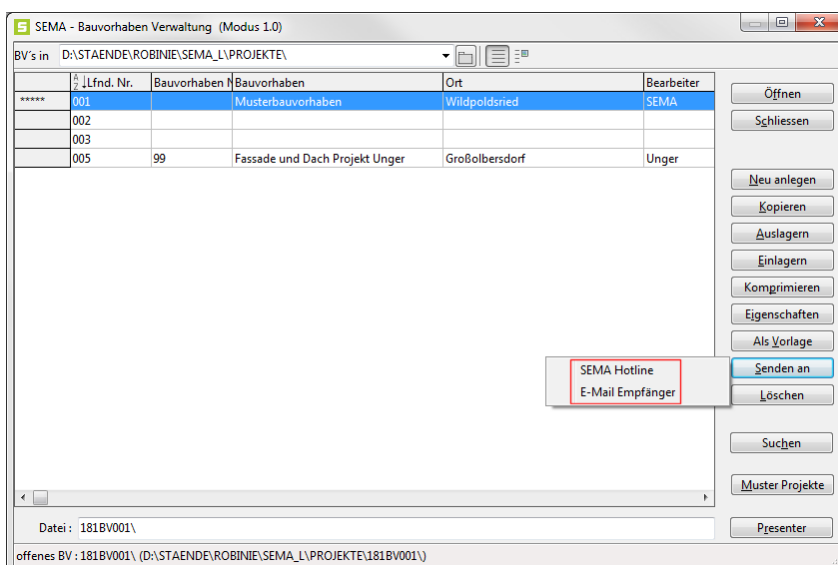 S SEMA - Bauvorhaben Verwaltung (Modus 1.0)
BV's in D:\STAENDE\ROBINIE\SEMA_L\PROJEKTE\
A Z Lfnd. Nr. Bauvorhaben N Bauvorhaben Ort Bearbeiter
***** 001 Musterbauvorhaben Wildpoldsried SEMA
002
003
005 99 Fassade und Dach Projekt Unger Großolbersdorf Unger
Öffnen
Schliessen
Neu anlegen
Kopieren
Auslagern
Einlagern
Komprimieren
Eigenschaften
Als Vorlage
SEMA Hotline
E-Mail Empfänger
Senden an
Löschen
Suchen
Muster Projekte
Datei : 181BV001\
Presenter
offenes BV : 181BV001\ (D:\STAENDE\ROBINIE\SEMA_L\PROJEKTE\181BV001\)